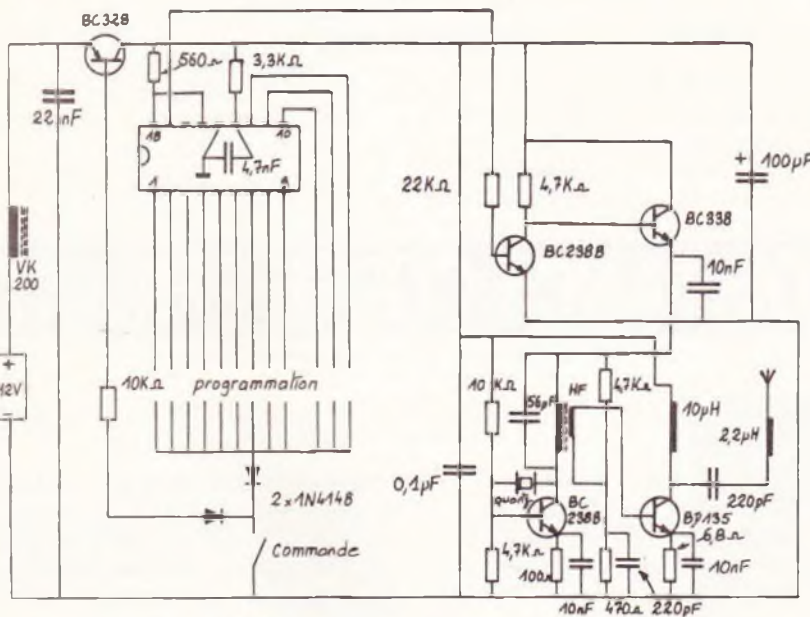 BC328
18
560Ω
3,3KΩ
10
22nF
4,7nF
1
22KΩ
4,7KΩ
BC338
100µF
+
BC238B
10nF
VK
200
+
12V
-
10KΩ
programmation
10KΩ
56pF
HF
4,7KΩ
10µH
2,2µH
0,1µF
2x1N4148
quartz
BC
238B
220pF
6,8Ω
Commande
4,7KΩ
100Ω
10nF
10nF
470Ω
220pF